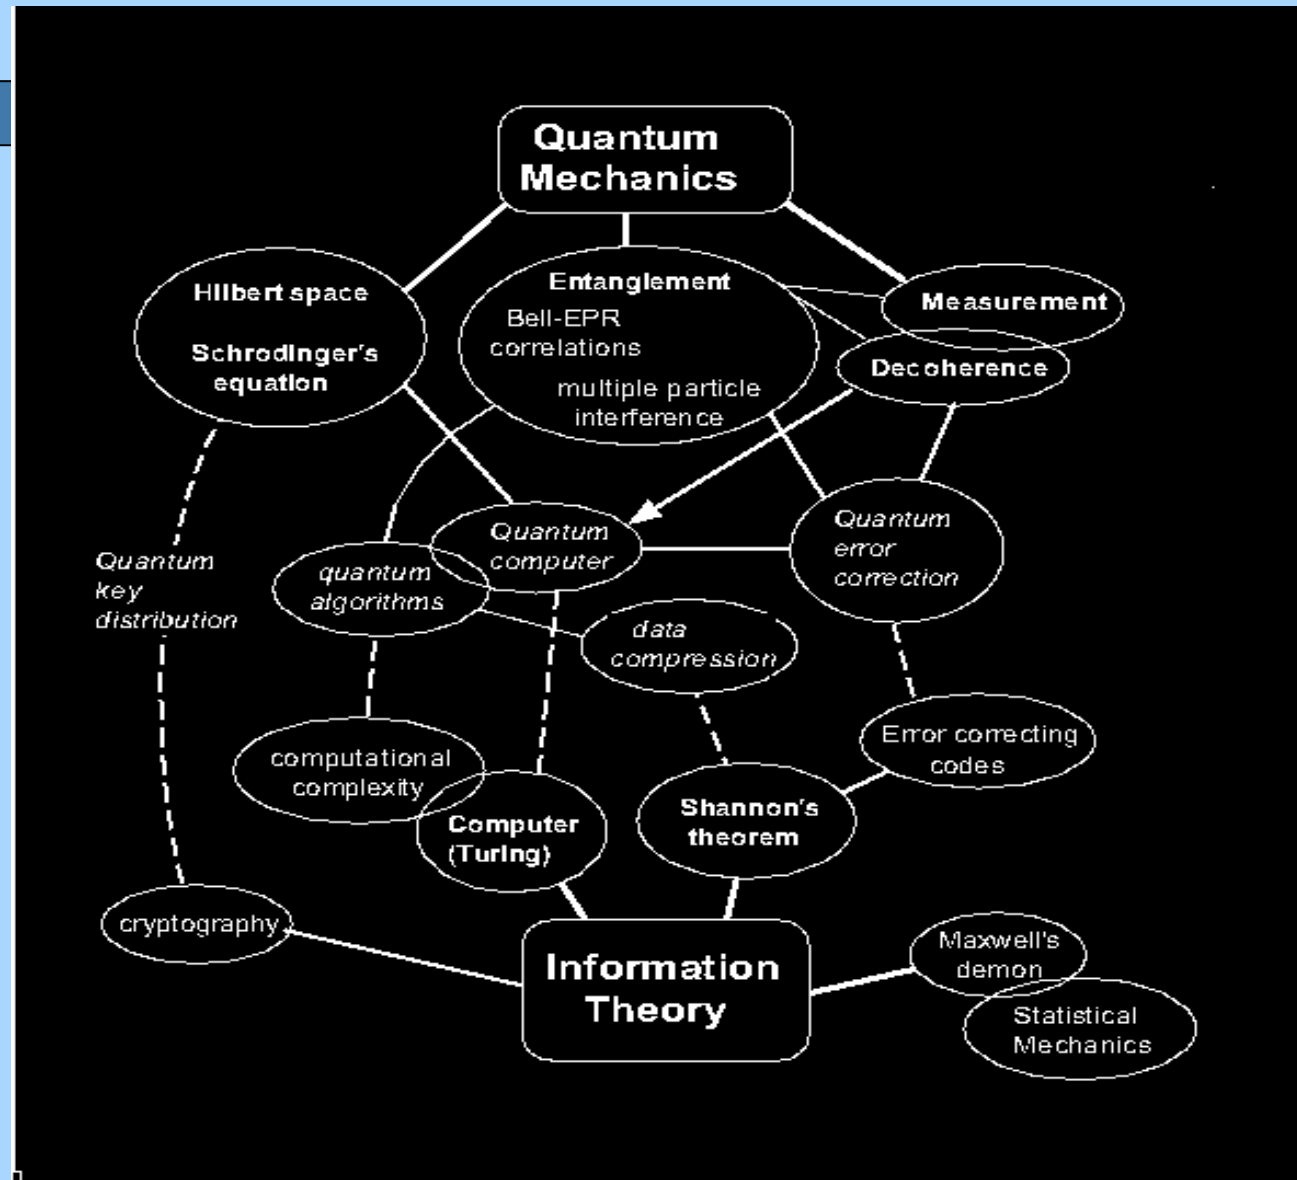 Quantum
Mechanics
Hilbert space
Schrodinger's
equation
Entanglement
Bell-EPR
correlations
multiple particle
interference
Measurement
Decoherence
Quantum
key
distribution
quantum
algorithms
Quantum
computer
Quantum
error
correction
data
compression
computational
complexity
Computer
(Turing)
Shannon's
theorem
Error correcting
codes
cryptography
Information
Theory
Maxwell's
demon
Statistical
Mechanics